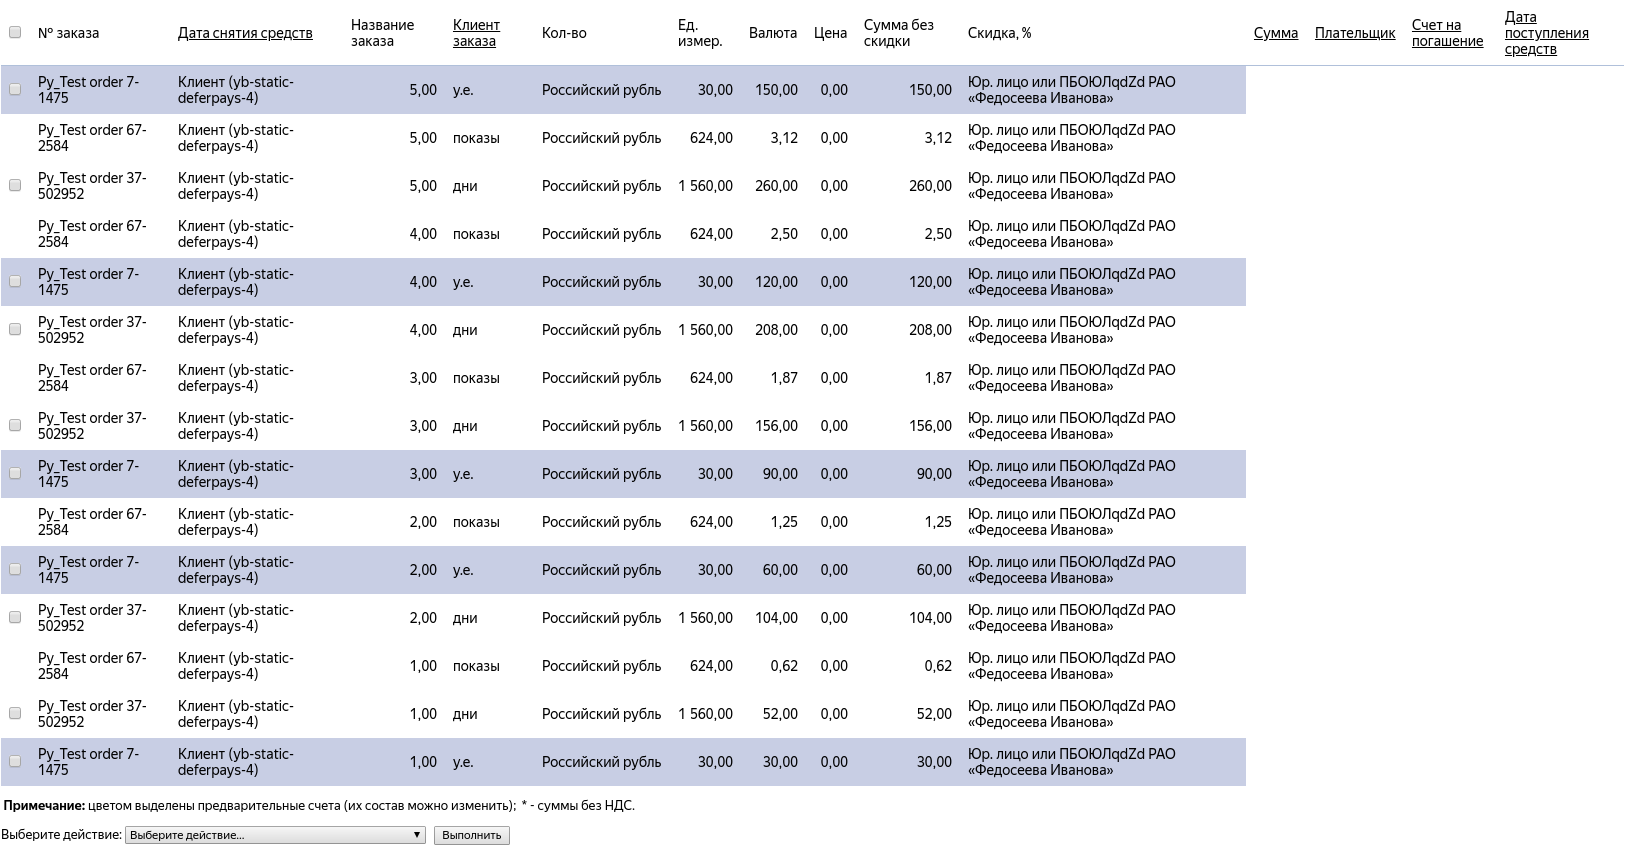 № заказа Дата снятия средств Название заказа Клиент заказа Кол-во Ед. измер. Валюта Цена Сумма без скидки Скидка, % Сумма Плательщик Счет на погашение Дата поступления средств
Py_Test order 7-1475 Клиент (yb-static-deferpays-4) 5,00 у.е. Российский рубль 30,00 150,00 0,00 150,00 Юр. лицо или ПБОЮЛqdZd РАО «Федосеева Иванова»
Py_Test order 67-2584 Клиент (yb-static-deferpays-4) 5,00 показы Российский рубль 624,00 3,12 0,00 3,12 Юр. лицо или ПБОЮЛqdZd РАО «Федосеева Иванова»
Py_Test order 37-502952 Клиент (yb-static-deferpays-4) 5,00 дни Российский рубль 1 560,00 260,00 0,00 260,00 Юр. лицо или ПБОЮЛqdZd РАО «Федосеева Иванова»
Py_Test order 67-2584 Клиент (yb-static-deferpays-4) 4,00 показы Российский рубль 624,00 2,50 0,00 2,50 Юр. лицо или ПБОЮЛqdZd РАО «Федосеева Иванова»
Py_Test order 7-1475 Клиент (yb-static-deferpays-4) 4,00 у.е. Российский рубль 30,00 120,00 0,00 120,00 Юр. лицо или ПБОЮЛqdZd РАО «Федосеева Иванова»
Py_Test order 37-502952 Клиент (yb-static-deferpays-4) 4,00 дни Российский рубль 1 560,00 208,00 0,00 208,00 Юр. лицо или ПБОЮЛqdZd РАО «Федосеева Иванова»
Py_Test order 67-2584 Клиент (yb-static-deferpays-4) 3,00 показы Российский рубль 624,00 1,87 0,00 1,87 Юр. лицо или ПБОЮЛqdZd РАО «Федосеева Иванова»
Py_Test order 37-502952 Клиент (yb-static-deferpays-4) 3,00 дни Российский рубль 1 560,00 156,00 0,00 156,00 Юр. лицо или ПБОЮЛqdZd РАО «Федосеева Иванова»
Py_Test order 7-1475 Клиент (yb-static-deferpays-4) 3,00 у.е. Российский рубль 30,00 90,00 0,00 90,00 Юр. лицо или ПБОЮЛqdZd РАО «Федосеева Иванова»
Py_Test order 67-2584 Клиент (yb-static-deferpays-4) 2,00 показы Российский рубль 624,00 1,25 0,00 1,25 Юр. лицо или ПБОЮЛqdZd РАО «Федосеева Иванова»
Py_Test order 7-1475 Клиент (yb-static-deferpays-4) 2,00 у.е. Российский рубль 30,00 60,00 0,00 60,00 Юр. лицо или ПБОЮЛqdZd РАО «Федосеева Иванова»
Py_Test order 37-502952 Клиент (yb-static-deferpays-4) 2,00 дни Российский рубль 1 560,00 104,00 0,00 104,00 Юр. лицо или ПБОЮЛqdZd РАО «Федосеева Иванова»
Py_Test order 67-2584 Клиент (yb-static-deferpays-4) 1,00 показы Российский рубль 624,00 0,62 0,00 0,62 Юр. лицо или ПБОЮЛqdZd РАО «Федосеева Иванова»
Py_Test order 37-502952 Клиент (yb-static-deferpays-4) 1,00 дни Российский рубль 1 560,00 52,00 0,00 52,00 Юр. лицо или ПБОЮЛqdZd РАО «Федосеева Иванова»
Py_Test order 7-1475 Клиент (yb-static-deferpays-4) 1,00 у.е. Российский рубль 30,00 30,00 0,00 30,00 Юр. лицо или ПБОЮЛqdZd РАО «Федосеева Иванова»
Примечание: цветом выделены предварительные счета (их состав можно изменить); * - суммы без НДС.
Выберите действие: Выберите действие... Выполнить